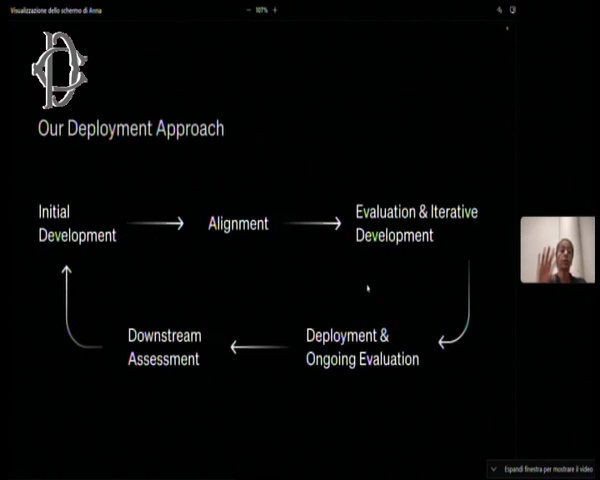 Visualizzazione dello schermo di Anna
− 107% +
Our Deployment Approach
Initial
Development
Alignment
Evaluation & Iterative
Development
Deployment &
Ongoing Evaluation
Downstream
Assessment
Espandi finestra per mostrare il video